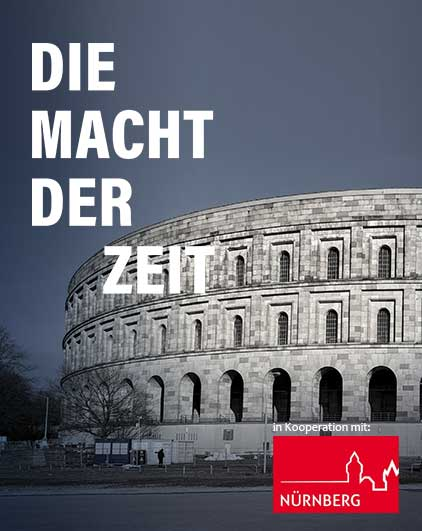 DIE
MACHT
DER
ZEIT
in Kooperation mit:
NÜRNBERG